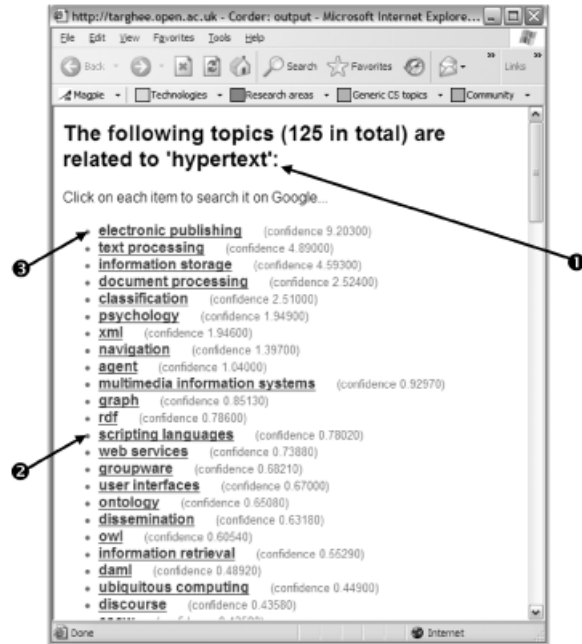 http://targhee.open.ac.uk - Corder: output - Microsoft Internet Explore...
File Edit View Favorites Tools Help
Back Search Favorites Links
Magpie Technologies Research areas Generic CS topics Community
The following topics (125 in total) are
related to 'hypertext':
Click on each item to search it on Google...
electronic publishing (confidence 9.20300)
text processing (confidence 4.89000)
information storage (confidence 4.59300)
document processing (confidence 2.52400)
classification (confidence 2.51000)
psychology (confidence 1.94900)
xml (confidence 1.94600)
navigation (confidence 1.39700)
agent (confidence 1.04000)
multimedia information systems (confidence 0.92970)
graph (confidence 0.85130)
rdf (confidence 0.78600)
scripting languages (confidence 0.78020)
web services (confidence 0.73880)
groupware (confidence 0.68210)
user interfaces (confidence 0.67000)
ontology (confidence 0.65080)
dissemination (confidence 0.63180)
owl (confidence 0.60540)
information retrieval (confidence 0.55290)
daml (confidence 0.48920)
ubiquitous computing (confidence 0.44900)
discourse (confidence 0.43580)
Done Internet
❶
❷
❸